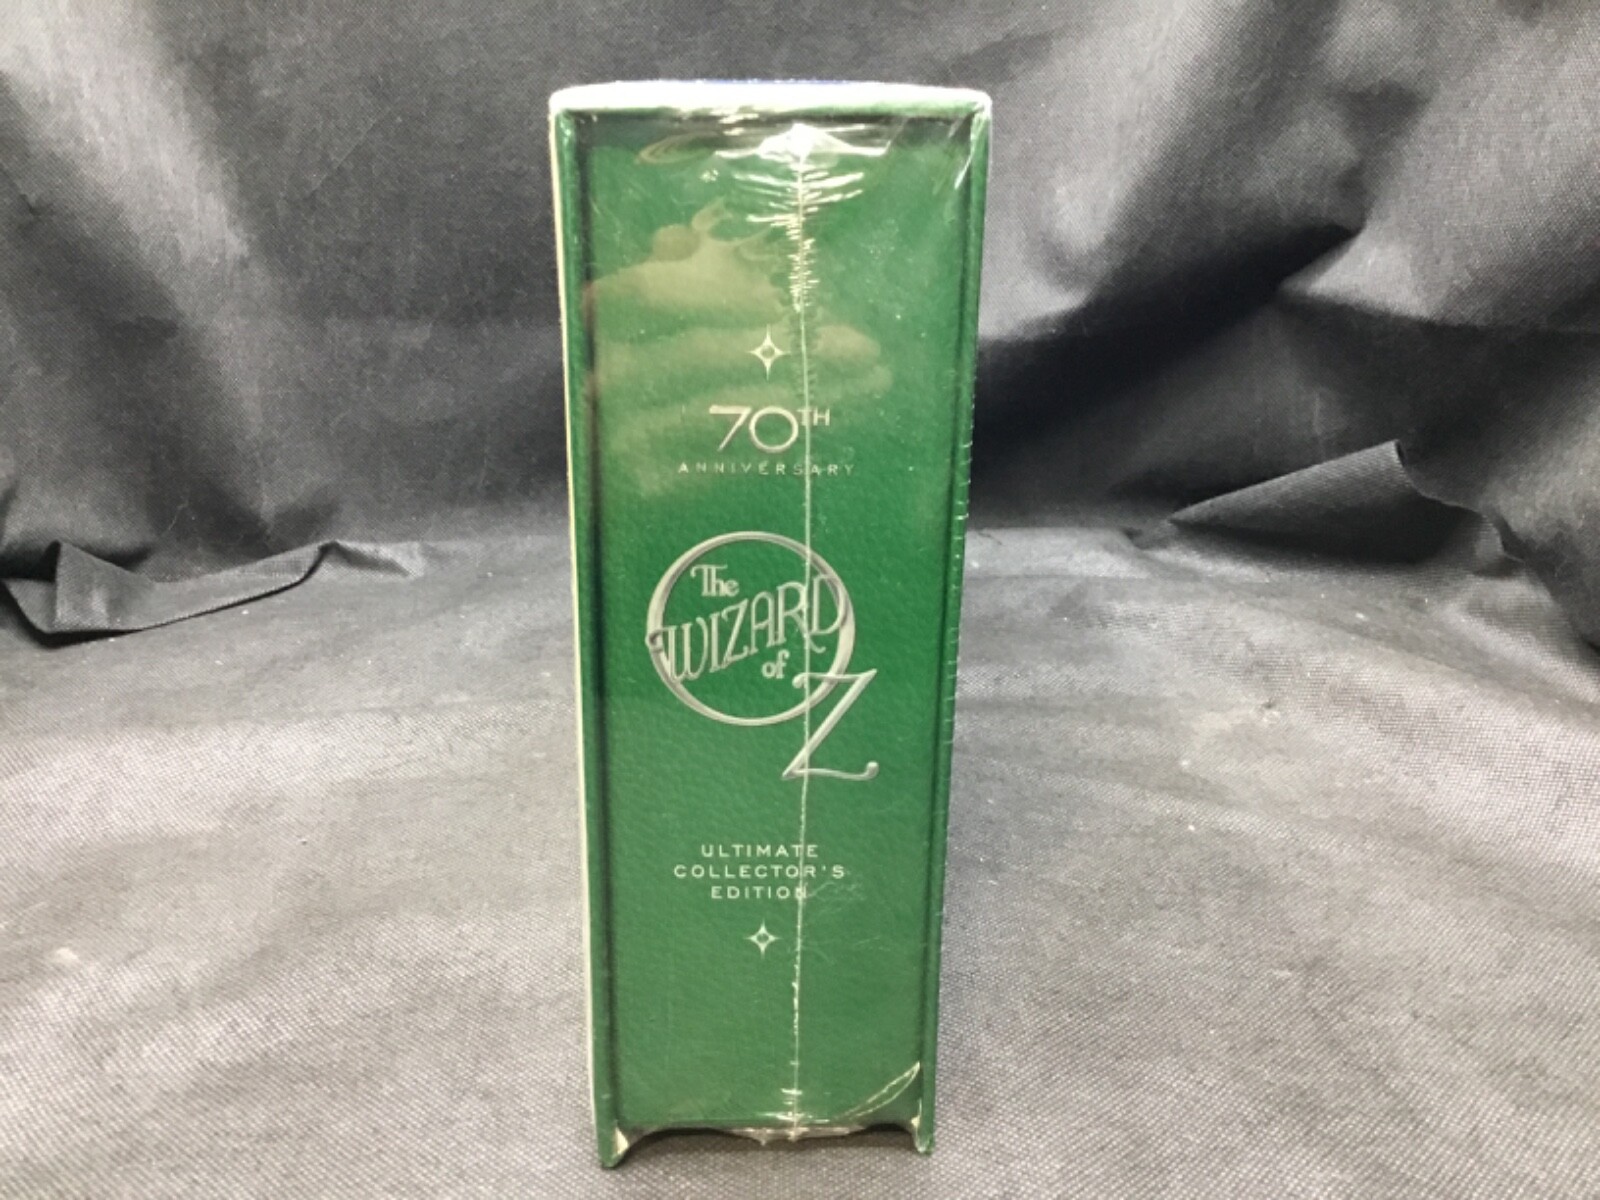 70TH
ANNIVERSARY
The
WIZARD
of
OZ
ULTIMATE
COLLECTOR'S
EDITION